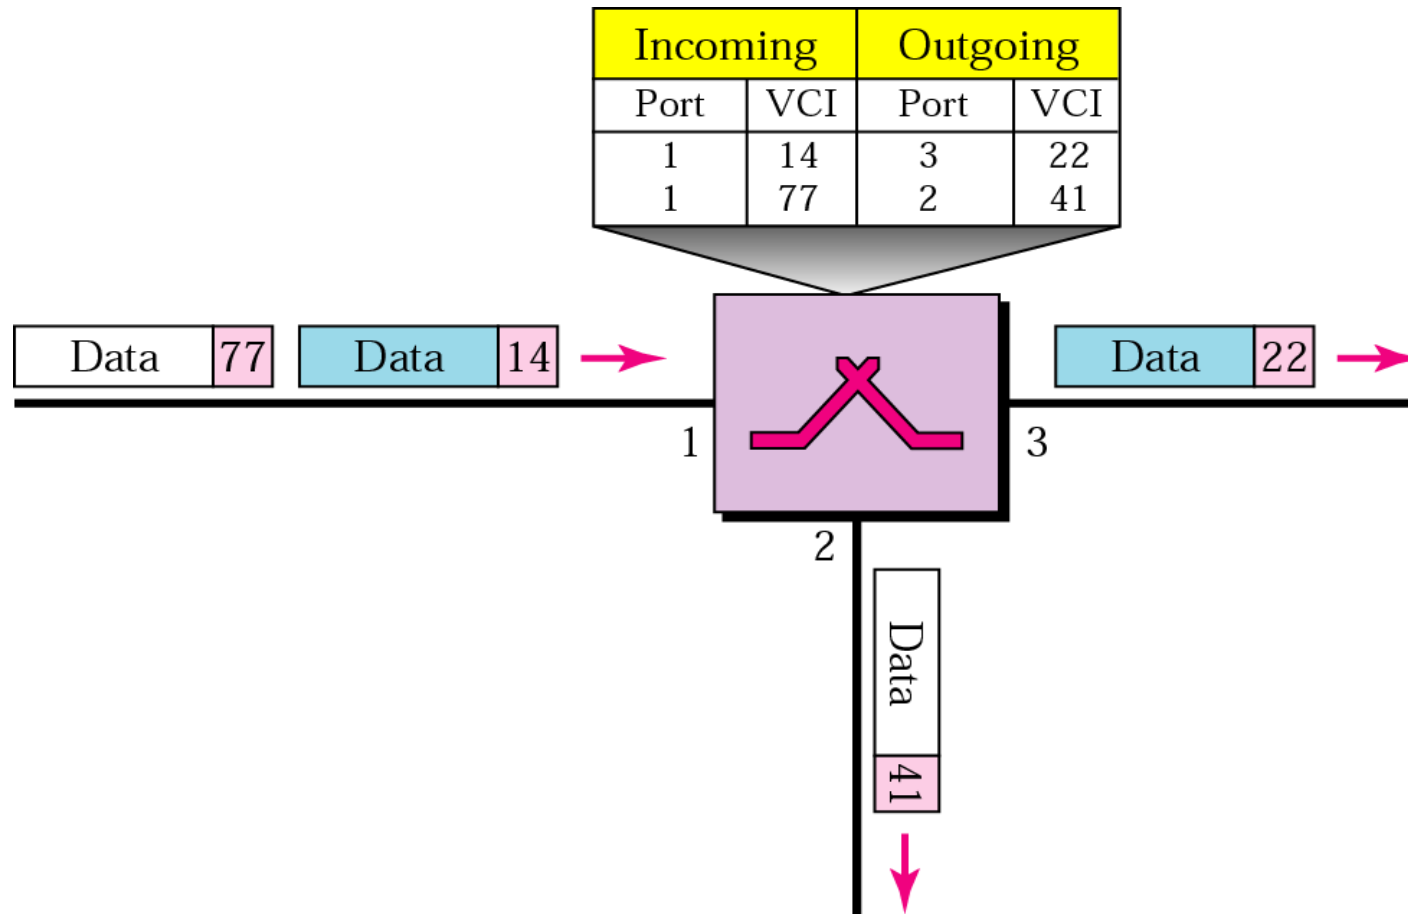 Incoming Outgoing
Port VCI Port VCI
1 14 3 22
1 77 2 41
Data 77 Data 14 Data 22
1 3
2
Data 41